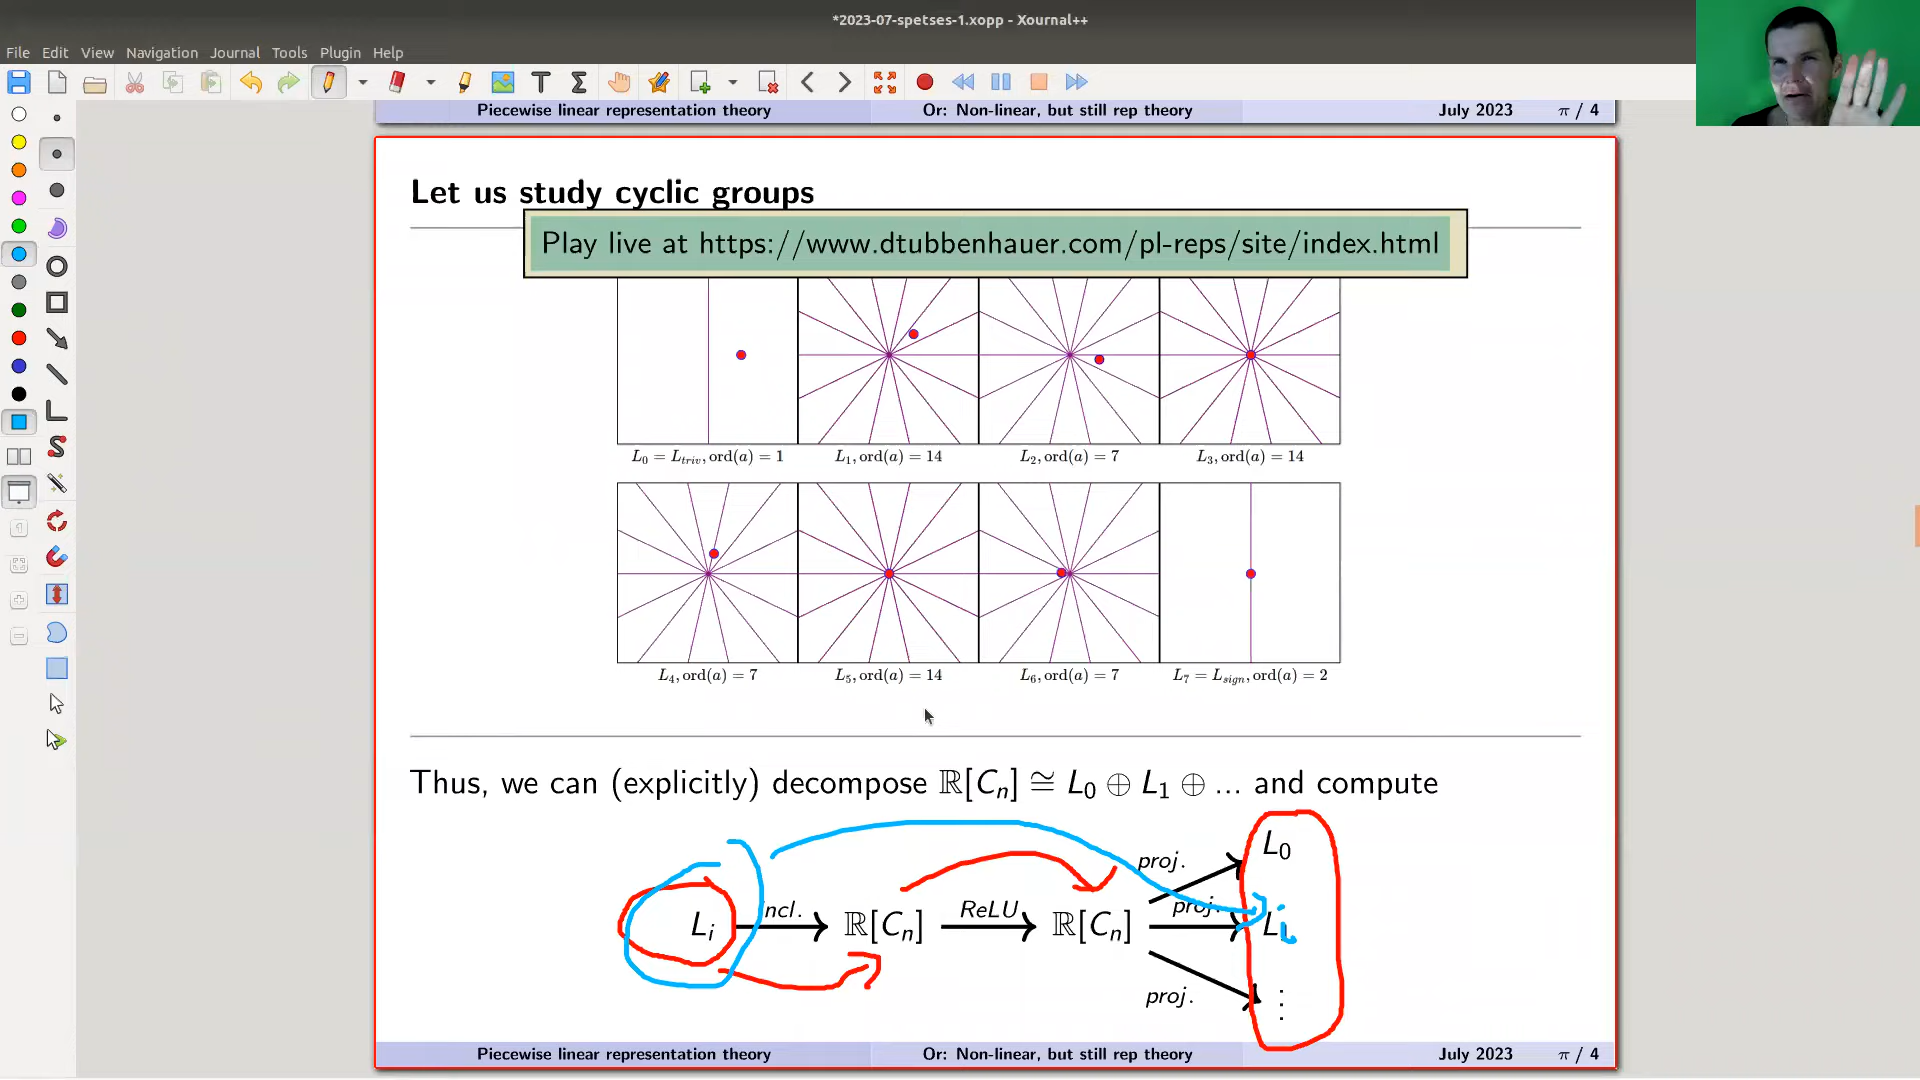 *2023-07-spetses-1.xopp - Xournal++
File Edit View Navigation Journal Tools Plugin Help
Piecewise linear representation theory Or: Non-linear, but still rep theory July 2023 π / 4
Let us study cyclic groups
Play live at https://www.dtubbenhauer.com/pl-reps/site/index.html
L₀ = L_triv, ord(a) = 1 L₁, ord(a) = 14 L₂, ord(a) = 7 L₃, ord(a) = 14
L₄, ord(a) = 7 L₅, ord(a) = 14 L₆, ord(a) = 7 L₇ = L_sign, ord(a) = 2
Thus, we can (explicitly) decompose ℝ[Cₙ] ≅ L₀ ⊕ L₁ ⊕ ... and compute
proj. L₀
Lᵢ ncl. ℝ[Cₙ] ReLU ℝ[Cₙ] proj. Lᵢ
proj. ⋮
Piecewise linear representation theory Or: Non-linear, but still rep theory July 2023 π / 4